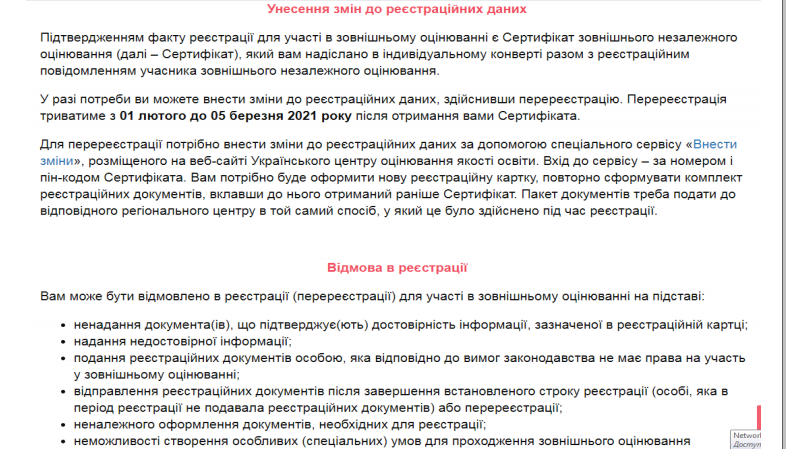 Унесення змін до реєстраційних даних
Підтвердженням факту реєстрації для участі в зовнішньому оцінюванні є Сертифікат зовнішнього незалежного
оцінювання (далі – Сертифікат), який вам надіслано в індивідуальному конверті разом з реєстраційним
повідомленням учасника зовнішнього незалежного оцінювання.
У разі потреби ви можете внести зміни до реєстраційних даних, здійснивши перереєстрацію. Перереєстрація
триватиме з 01 лютого до 05 березня 2021 року після отримання вами Сертифіката.
Для перереєстрації потрібно внести зміни до реєстраційних даних за допомогою спеціального сервісу «Внести
зміни», розміщеного на веб-сайті Українського центру оцінювання якості освіти. Вхід до сервісу – за номером і
пін-кодом Сертифіката. Вам потрібно буде оформити нову реєстраційну картку, повторно сформувати комплект
реєстраційних документів, вклавши до нього отриманий раніше Сертифікат. Пакет документів треба подати до
відповідного регіонального центру в той самий спосіб, у який це було здійснено під час реєстрації.
Відмова в реєстрації
Вам може бути відмовлено в реєстрації (перереєстрації) для участі в зовнішньому оцінюванні на підставі:
• ненадання документа(ів), що підтверджує(ють) достовірність інформації, зазначеної в реєстраційній картці;
• надання недостовірної інформації;
• подання реєстраційних документів особою, яка відповідно до вимог законодавства не має права на участь
у зовнішньому оцінюванні;
• відправлення реєстраційних документів після завершення встановленого строку реєстрації (особі, яка в
період реєстрації не подавала реєстраційних документів) або перереєстрації;
• неналежного оформлення документів, необхідних для реєстрації;
• неможливості створення особливих (спеціальних) умов для проходження зовнішнього оцінювання